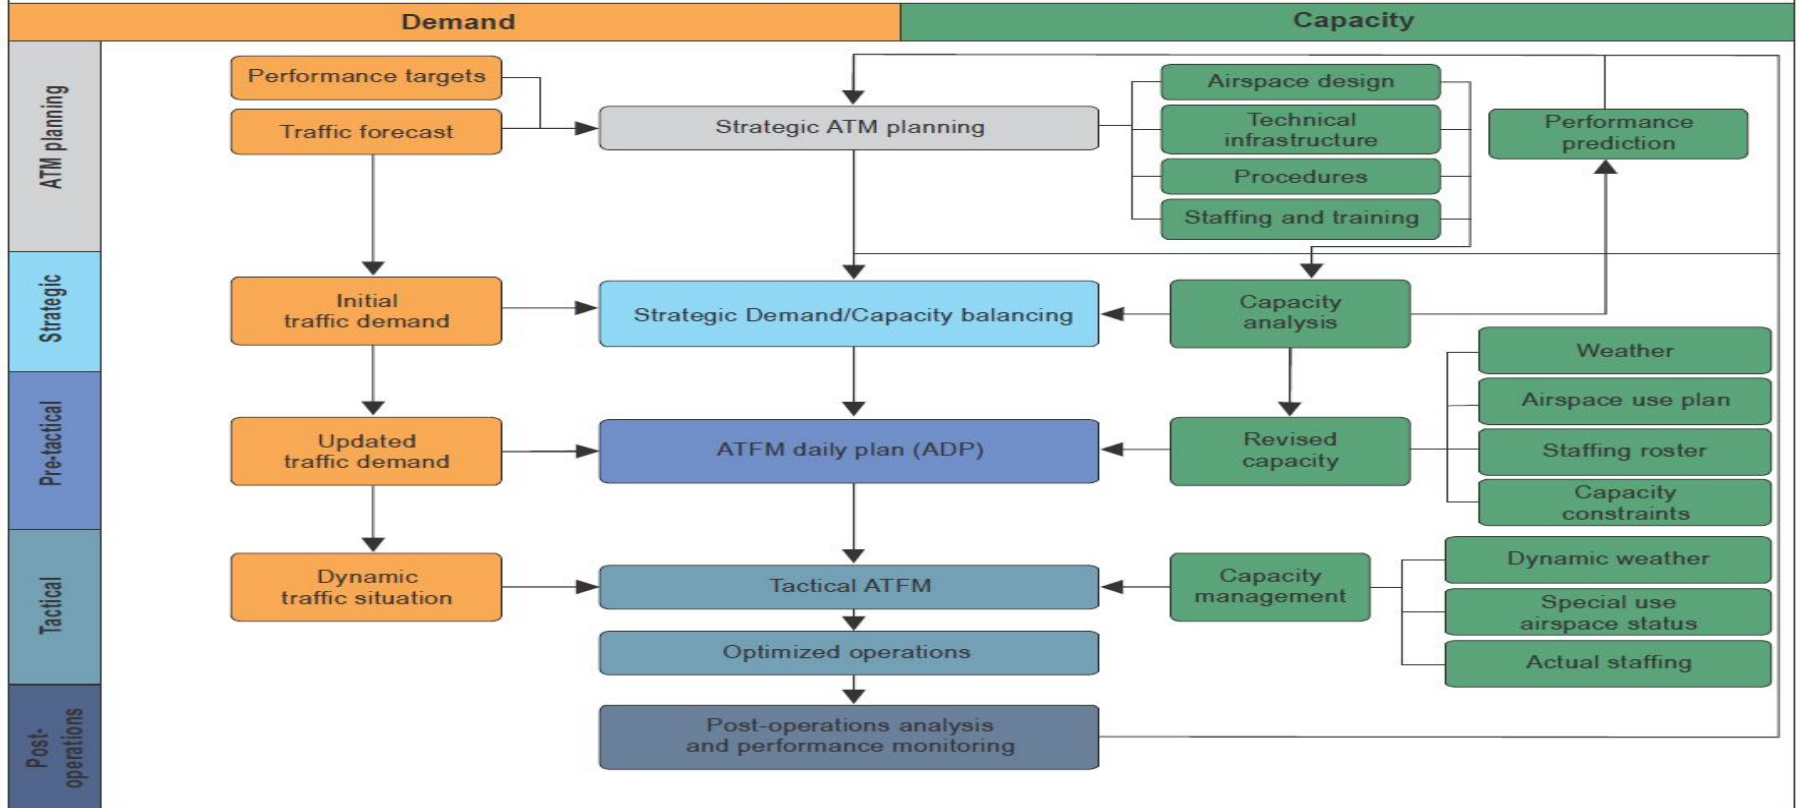 Demand
Capacity
ATM planning
Performance targets
Traffic forecast
Strategic ATM planning
Airspace design
Technical
infrastructure
Procedures
Staffing and training
Performance
prediction
Strategic
Initial
traffic demand
Strategic Demand/Capacity balancing
Capacity
analysis
Pre-tactical
Updated
traffic demand
ATFM daily plan (ADP)
Revised
capacity
Weather
Airspace use plan
Staffing roster
Capacity
constraints
Tactical
Dynamic
traffic situation
Tactical ATFM
Optimized operations
Capacity
management
Dynamic weather
Special use
airspace status
Actual staffing
Post-
operations
Post-operations analysis
and performance monitoring